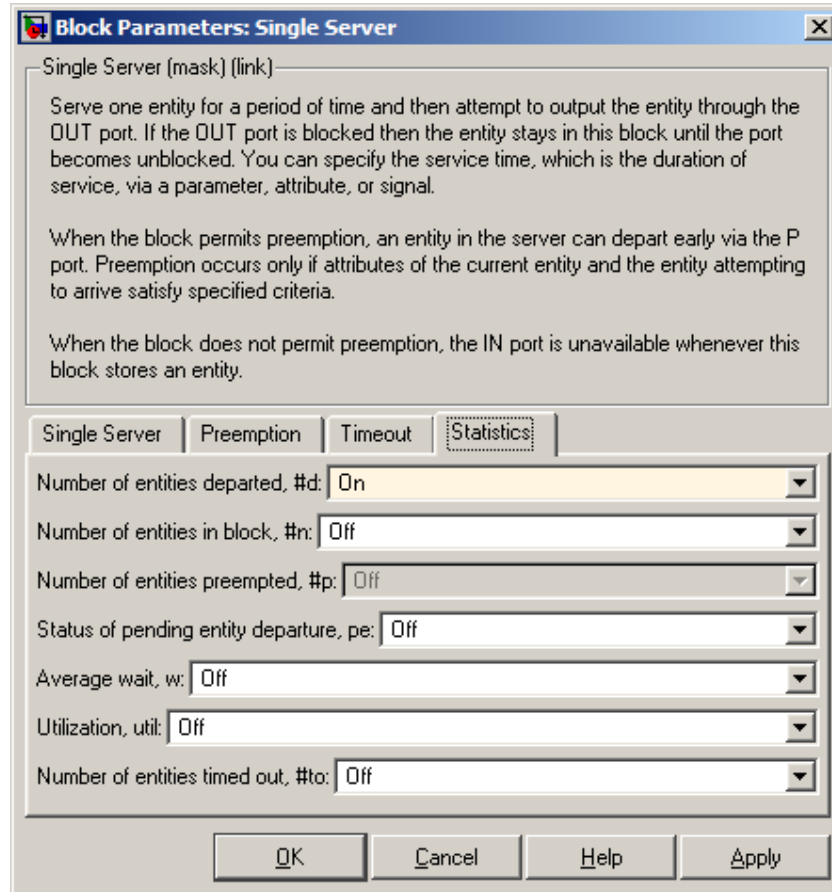 Block Parameters: Single Server
Single Server (mask) (link)
Serve one entity for a period of time and then attempt to output the entity through the
OUT port. If the OUT port is blocked then the entity stays in this block until the port
becomes unblocked. You can specify the service time, which is the duration of
service, via a parameter, attribute, or signal.
When the block permits preemption, an entity in the server can depart early via the P
port. Preemption occurs only if attributes of the current entity and the entity attempting
to arrive satisfy specified criteria.
When the block does not permit preemption, the IN port is unavailable whenever this
block stores an entity.
Single Server Preemption Timeout Statistics
Number of entities departed, #d: On
Number of entities in block, #n: Off
Number of entities preempted, #p: Off
Status of pending entity departure, pe: Off
Average wait, w: Off
Utilization, util: Off
Number of entities timed out, #to: Off
OK Cancel Help Apply